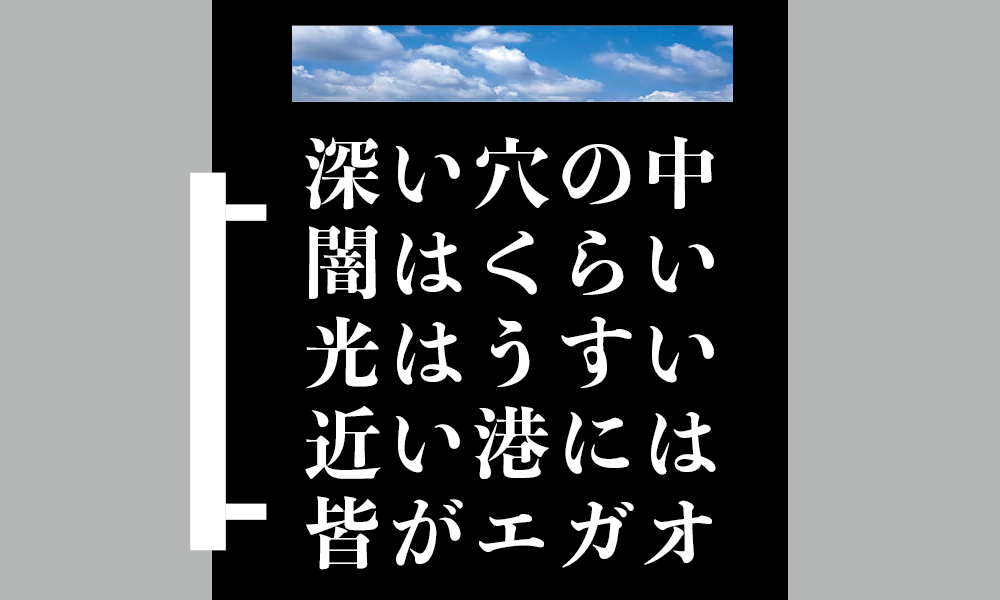 深い穴の中
闇はくらい
光はうすい
近い港には
皆がエガオ